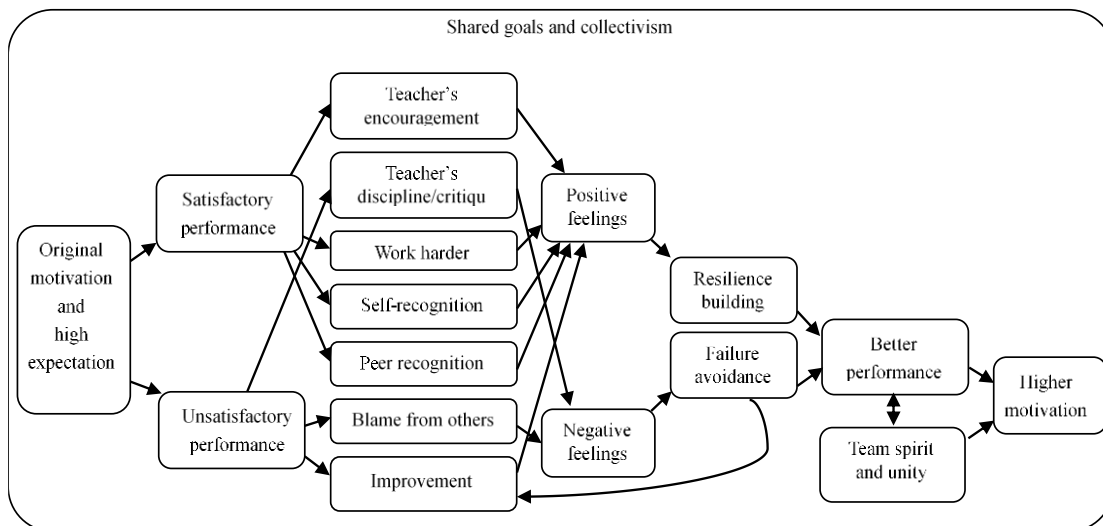 Shared goals and collectivism
Teacher's
encouragement
Teacher's
discipline/critiqu
Satisfactory
performance
Positive
feelings
Original
motivation
and
high
expectation
Work harder
Self-recognition
Resilience
building
Peer recognition
Failure
avoidance
Better
performance
Higher
motivation
Unsatisfactory
performance
Blame from others
Negative
feelings
Team spirit
and unity
Improvement